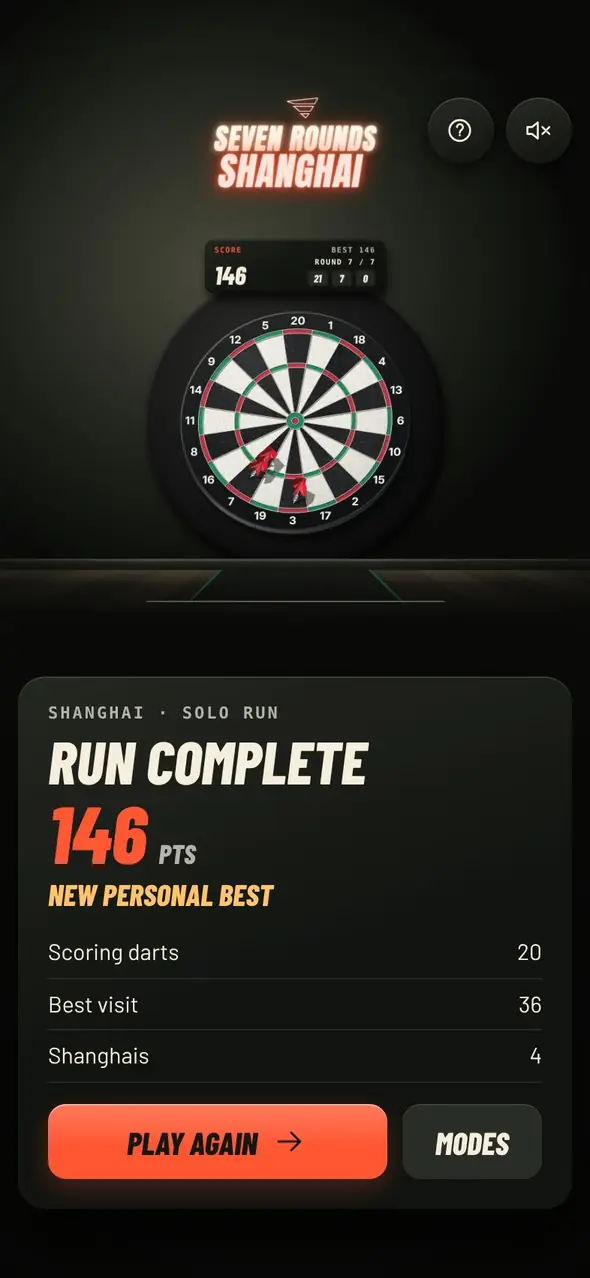 SEVEN ROUNDS
SHANGHAI
SCORE
BEST 146
ROUND 7 / 7
146
21 7 0
20
5 1
12 18
9 4
14 13
11 6
8 10
16 15
7 2
19 17
3
SHANGHAI · SOLO RUN
RUN COMPLETE
146 PTS
NEW PERSONAL BEST
Scoring darts 20
Best visit 36
Shanghais 4
PLAY AGAIN →
MODES